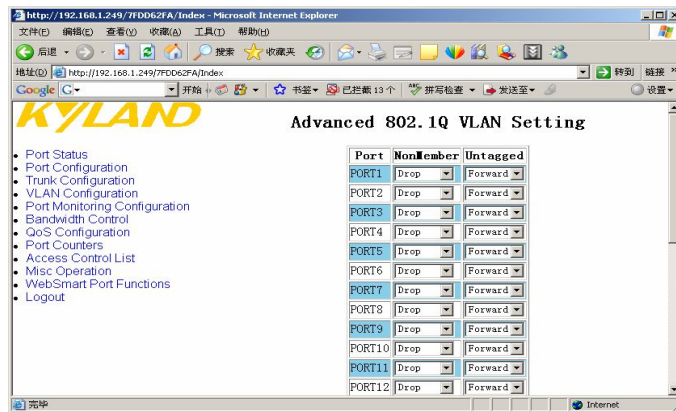 http://192.168.1.249/7FDD62FA/Index - Microsoft Internet Explorer
文件(F) 编辑(E) 查看(V) 收藏(A) 工具(T) 帮助(H)
后退 搜索 收藏夹
地址(D) http://192.168.1.249/7FDD62FA/Index 转到 链接 »
Google G 开始 书签 已拦截 13 个 ABC 拼写检查 发送至 设置
KYLAND
Advanced 802.1Q VLAN Setting
Port Status
Port Configuration
Trunk Configuration
VLAN Configuration
Port Monitoring Configuration
Bandwidth Control
QoS Configuration
Port Counters
Access Control List
Misc Operation
WebSmart Port Functions
Logout
Port NonMember Untagged
PORT1 Drop Forward
PORT2 Drop Forward
PORT3 Drop Forward
PORT4 Drop Forward
PORT5 Drop Forward
PORT6 Drop Forward
PORT7 Drop Forward
PORT8 Drop Forward
PORT9 Drop Forward
PORT10 Drop Forward
PORT11 Drop Forward
PORT12 Drop Forward
完毕 Internet